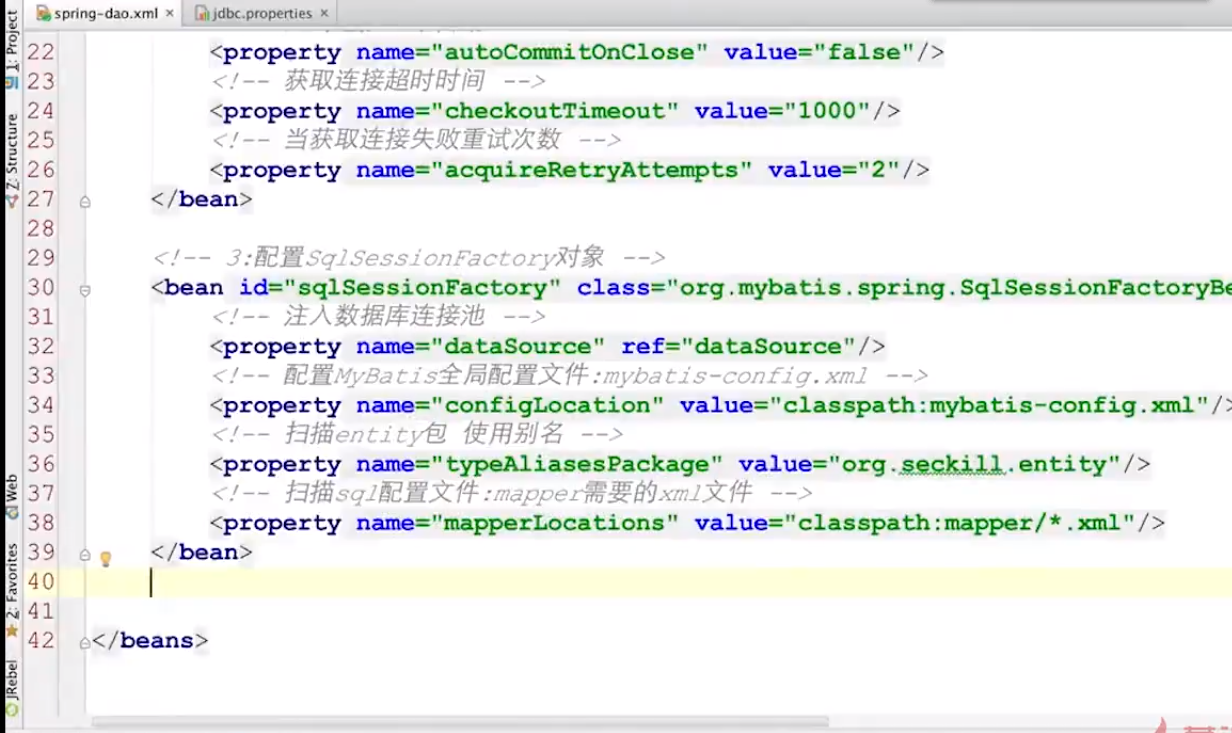 spring-dao.xml
jdbc.properties
1: Project
Z: Structure
Web
2: Favorites
JRebel
22 <property name="autoCommitOnClose" value="false"/>
23 <!-- 获取连接超时时间 -->
24 <property name="checkoutTimeout" value="1000"/>
25 <!-- 当获取连接失败重试次数 -->
26 <property name="acquireRetryAttempts" value="2"/>
27 </bean>
28
29 <!-- 3:配置SqlSessionFactory对象 -->
30 <bean id="sqlSessionFactory" class="org.mybatis.spring.SqlSessionFactoryBe
31 <!-- 注入数据库连接池 -->
32 <property name="dataSource" ref="dataSource"/>
33 <!-- 配置MyBatis全局配置文件:mybatis-config.xml -->
34 <property name="configLocation" value="classpath:mybatis-config.xml"/>
35 <!-- 扫描entity包 使用别名 -->
36 <property name="typeAliasesPackage" value="org.seckill.entity"/>
37 <!-- 扫描sql配置文件:mapper需要的xml文件 -->
38 <property name="mapperLocations" value="classpath:mapper/*.xml"/>
39 </bean>
40
41
42 </beans>